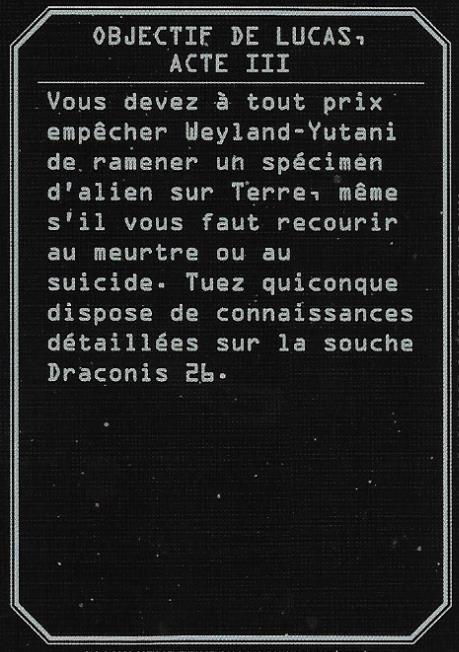 OBJECTIF DE LUCAS,
ACTE III
Vous devez à tout prix
empêcher Weyland-Yutani
de ramener un spécimen
d'alien sur Terre, même
s'il vous faut recourir
au meurtre ou au
suicide. Tuez quiconque
dispose de connaissances
détaillées sur la souche
Draconis 26.